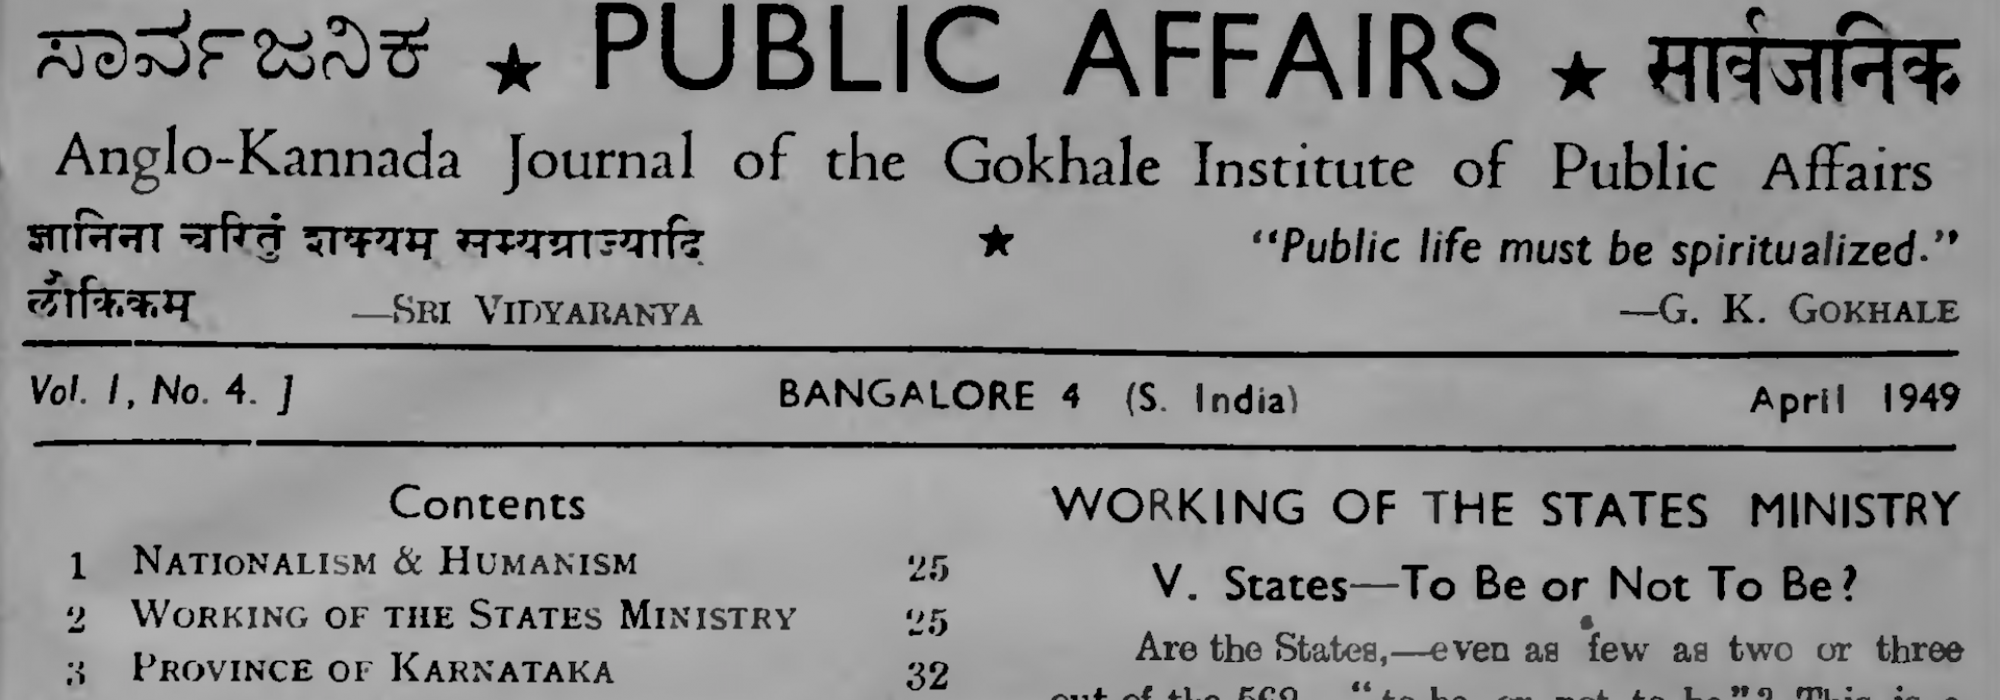 ಸಾರ್ವಜನಿಕ ★ PUBLIC AFFAIRS ★ सार्वजनिक
Anglo-Kannada Journal of the Gokhale Institute of Public Affairs
ज्ञानिना चरितुं शक्यम् सम्यग्राज्यादि ★ “Public life must be spiritualized.”
लौकिकम् —SRI VIDYARANYA —G. K. GOKHALE
Vol. I, No. 4. ] BANGALORE 4 (S. India) April 1949
Contents
1 NATIONALISM & HUMANISM 25
2 WORKING OF THE STATES MINISTRY 25
3 PROVINCE OF KARNATAKA 32
WORKING OF THE STATES MINISTRY
V. States—To Be or Not To Be?
Are the States,—even as few as two or three